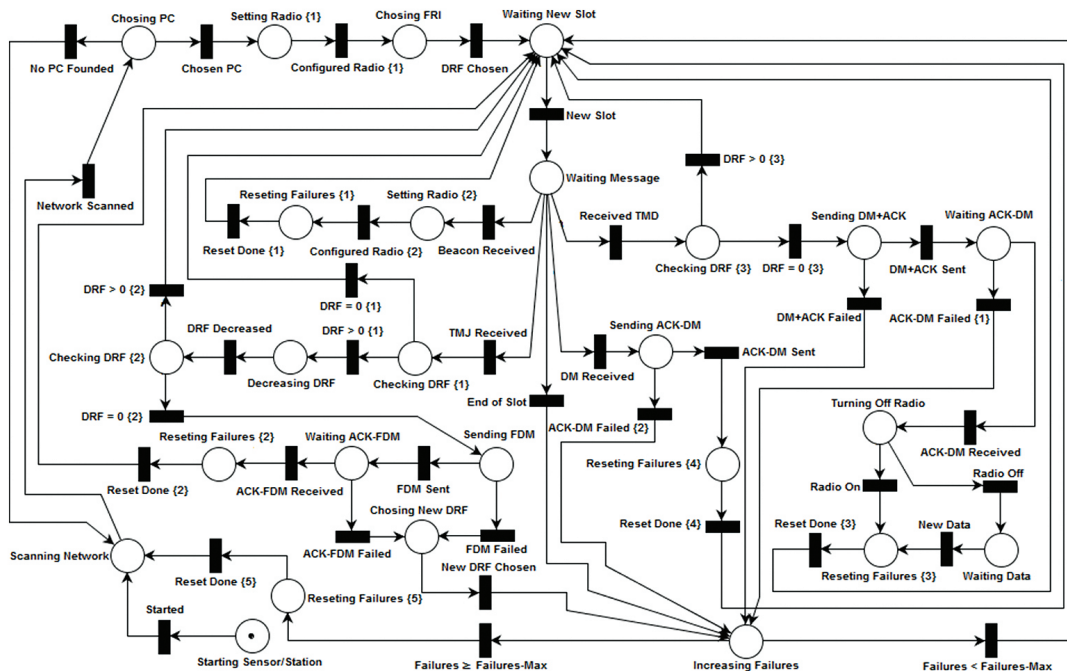 Chosing PC
Setting Radio {1}
Chosing FRI
Waiting New Slot
No PC Founded
Chosen PC
Configured Radio {1}
DRF Chosen
New Slot
DRF > 0 {3}
Network Scanned
Waiting Message
Reseting Failures {1}
Setting Radio {2}
Received TMD
Sending DM+ACK
Waiting ACK-DM
Reset Done {1}
Configured Radio {2}
Beacon Received
Checking DRF {3}
DRF = 0 {3}
DM+ACK Sent
DRF > 0 {2}
DRF = 0 {1}
DM+ACK Failed
ACK-DM Failed {1}
DRF Decreased
DRF > 0 {1}
TMJ Received
Sending ACK-DM
ACK-DM Sent
Checking DRF {2}
Decreasing DRF
Checking DRF {1}
DM Received
End of Slot
Turning Off Radio
DRF = 0 {2}
ACK-DM Failed {2}
Reseting Failures {2}
Waiting ACK-FDM
Sending FDM
ACK-DM Received
Reseting Failures {4}
Radio Off
Reset Done {2}
ACK-FDM Received
FDM Sent
Radio On
Chosing New DRF
Reset Done {4}
Reset Done {3}
New Data
Scanning Network
ACK-FDM Failed
FDM Failed
Reset Done {5}
New DRF Chosen
Reseting Failures {3}
Waiting Data
Reseting Failures {5}
Started
Starting Sensor/Station
Failures ≥ Failures-Max
Increasing Failures
Failures < Failures-Max